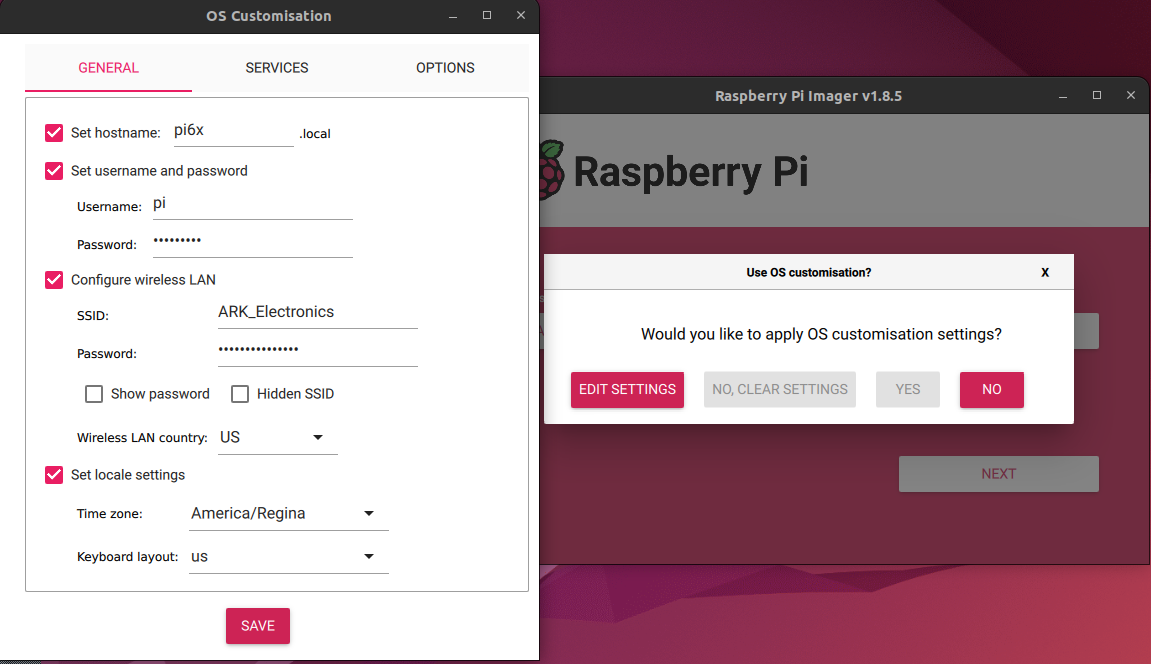 OS Customisation
GENERAL SERVICES OPTIONS
Set hostname: pi6x .local
Set username and password
Username: pi
Password: •••••••••
Configure wireless LAN
SSID: ARK_Electronics
Password: •••••••••••••••
Show password Hidden SSID
Wireless LAN country: US
Set locale settings
Time zone: America/Regina
Keyboard layout: us
SAVE
Raspberry Pi Imager v1.8.5
Raspberry Pi
Use OS customisation? X
Would you like to apply OS customisation settings?
EDIT SETTINGS NO, CLEAR SETTINGS YES NO
NEXT